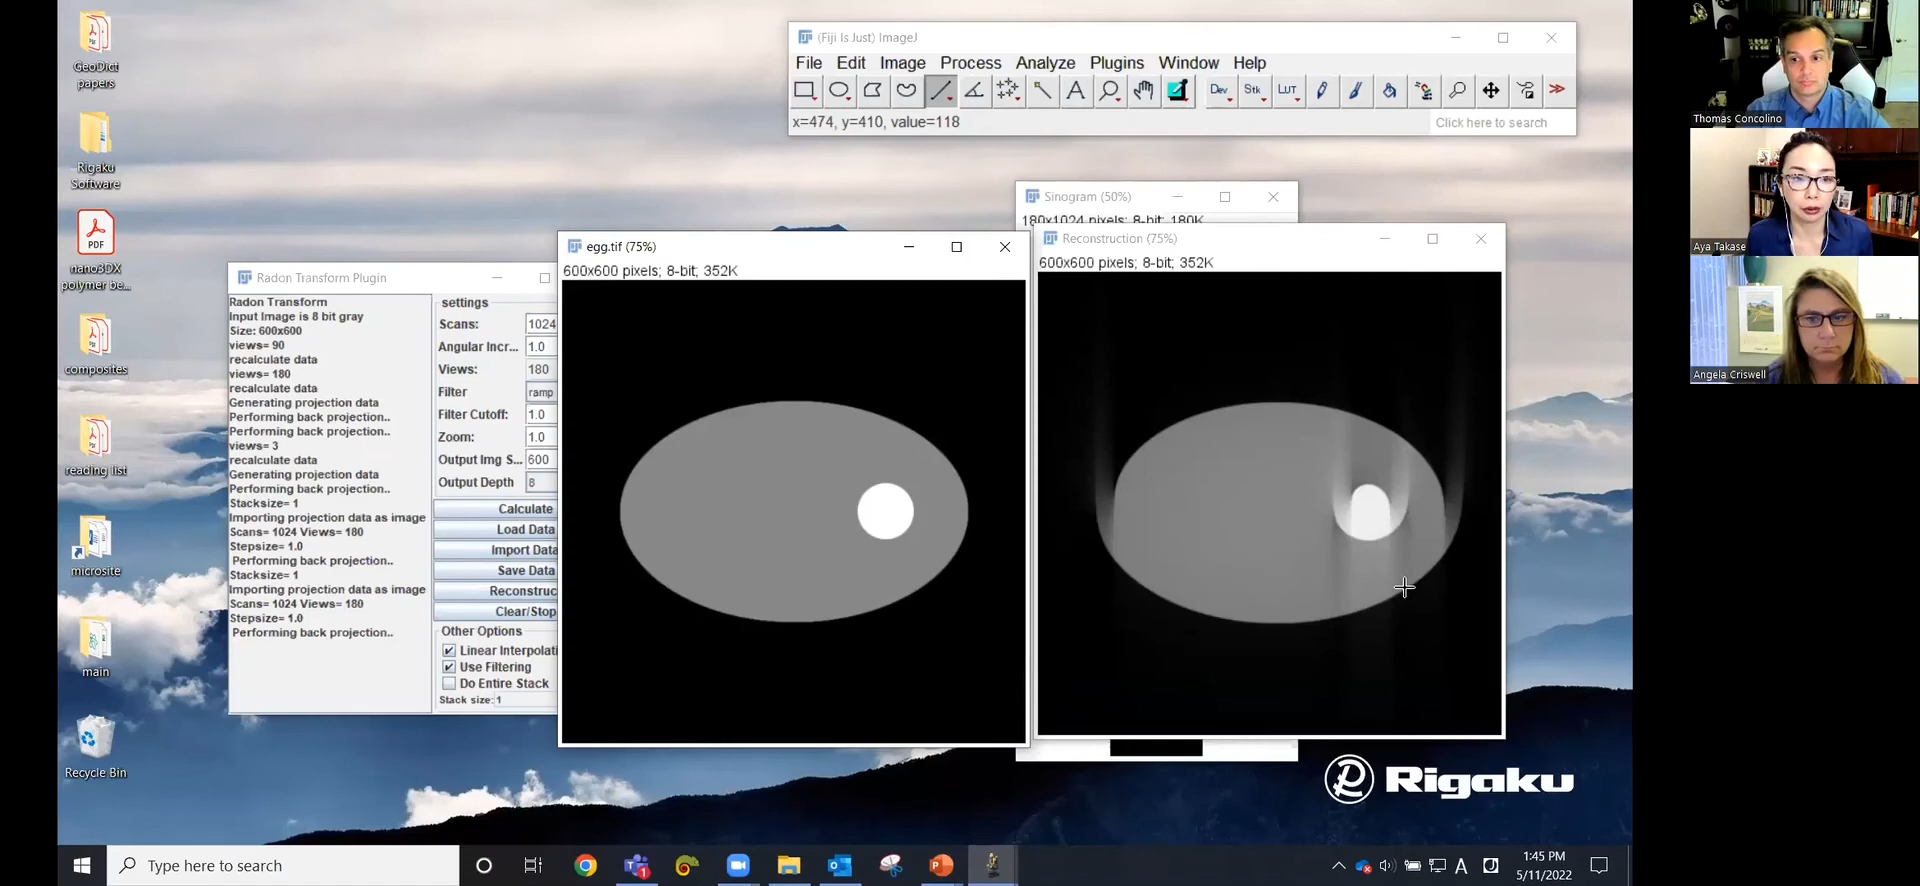 GeoDict
papers
Rigaku
Software
PDF
nano3DX
polymer be...
composites
reading list
microsite
main
Recycle Bin
(Fiji Is Just) ImageJ
File Edit Image Process Analyze Plugins Window Help
Dev Stk LUT
x=474, y=410, value=118
Click here to search
Sinogram (50%)
180x1024 pixels; 8-bit; 180K
Radon Transform Plugin
Radon Transform
Input Image is 8 bit gray
Size: 600x600
views= 90
recalculate data
views= 180
recalculate data
Generating projection data
Performing back projection..
Performing back projection..
views= 3
recalculate data
Generating projection data
Performing back projection..
Stacksize= 1
Importing projection data as image
Scans= 1024 Views= 180
Stepsize= 1.0
Performing back projection..
Stacksize= 1
Importing projection data as image
Scans= 1024 Views= 180
Stepsize= 1.0
Performing back projection..
settings
Scans: 1024
Angular Incr... 1.0
Views: 180
Filter ramp
Filter Cutoff: 1.0
Zoom: 1.0
Output Img S... 600
Output Depth 8
Calculate
Load Data
Import Data
Save Data
Reconstruc
Clear/Stop
Other Options
Linear Interpolati
Use Filtering
Do Entire Stack
Stack size: 1
egg.tif (75%)
600x600 pixels; 8-bit; 352K
Reconstruction (75%)
600x600 pixels; 8-bit; 352K
Rigaku
Thomas Concolino
Aya Takase
Angela Criswell
Type here to search
1
A
1:45 PM
5/11/2022